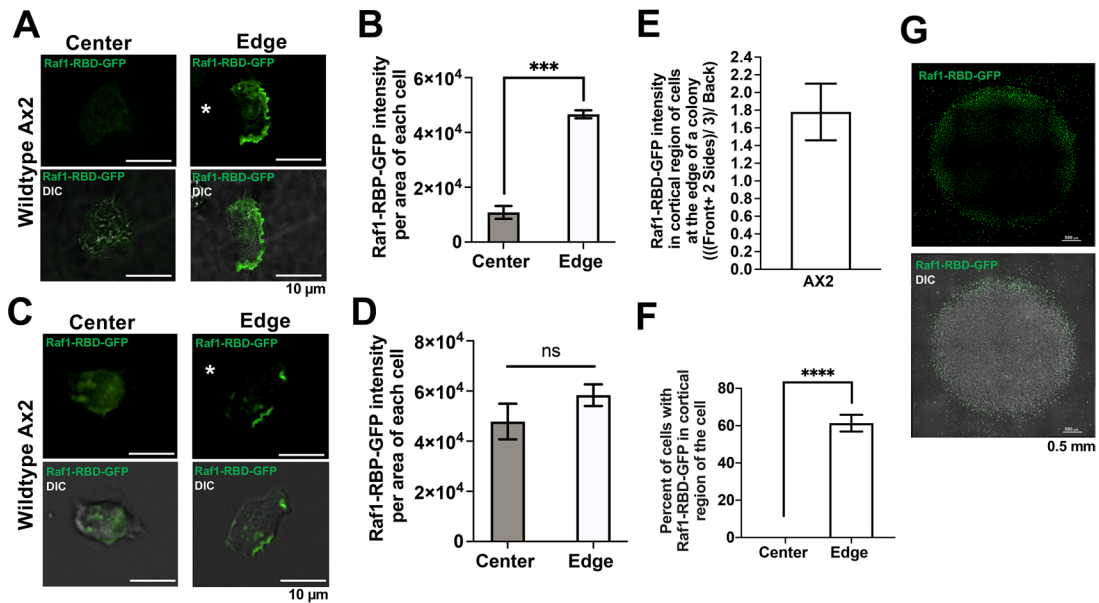 A
Center
Edge
Wildtype Ax2
Raf1-RBD-GFP
Raf1-RBD-GFP
*
Raf1-RBD-GFP
DIC
Raf1-RBD-GFP
DIC
10 µm
B
Raf1-RBP-GFP intensity
per area of each cell
6×10⁴
4×10⁴
2×10⁴
0
***
Center
Edge
C
Center
Edge
Wildtype Ax2
Raf1-RBD-GFP
Raf1-RBD-GFP
*
Raf1-RBD-GFP
DIC
Raf1-RBD-GFP
DIC
10 µm
D
Raf1-RBP-GFP intensity
per area of each cell
8×10⁴
6×10⁴
4×10⁴
2×10⁴
0
ns
Center
Edge
E
Raf1-RBD-GFP intensity
in cortical region of cells
at the edge of a colony
(((Front+ 2 Sides)/ 3)/ Back)
2.4
2.2
2.0
1.8
1.6
1.4
1.2
1.0
0.8
0.6
0.4
0.2
0.0
AX2
F
Percent of cells with
Raf1-RBD-GFP in cortical
region of the cell
80
60
40
20
0
****
Center
Edge
G
Raf1-RBD-GFP
500 µm
Raf1-RBD-GFP
DIC
500 µm
0.5 mm